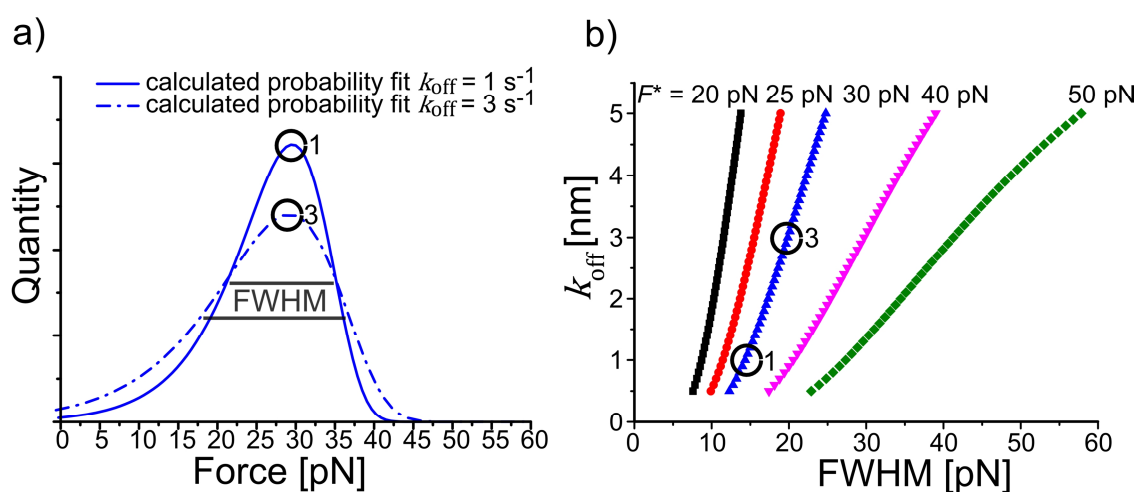 a)
calculated probability fit k_off = 1 s⁻¹
calculated probability fit k_off = 3 s⁻¹
1
3
FWHM
Quantity
0 5 10 15 20 25 30 35 40 45 50 55 60
Force [pN]
b)
F* = 20 pN 25 pN 30 pN 40 pN 50 pN
5
4
3
2
1
0
k_off [nm]
3
1
0 10 20 30 40 50 60
FWHM [pN]